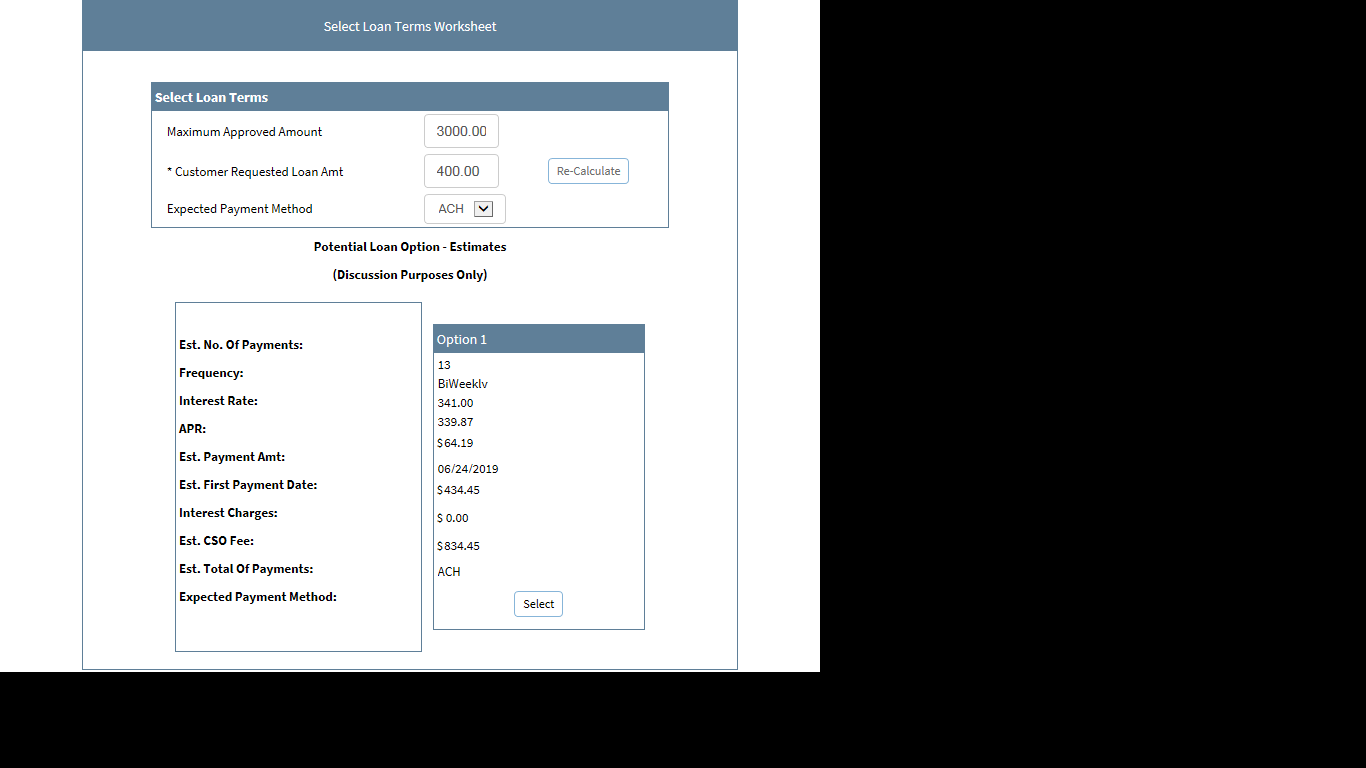 Select Loan Terms Worksheet
Select Loan Terms
Maximum Approved Amount 3000.00
* Customer Requested Loan Amt 400.00 Re-Calculate
Expected Payment Method ACH
Potential Loan Option - Estimates
(Discussion Purposes Only)
Est. No. Of Payments:
Frequency:
Interest Rate:
APR:
Est. Payment Amt:
Est. First Payment Date:
Interest Charges:
Est. CSO Fee:
Est. Total Of Payments:
Expected Payment Method:
Option 1
13
BiWeekly
341.00
339.87
$64.19
06/24/2019
$434.45
$ 0.00
$834.45
ACH
Select